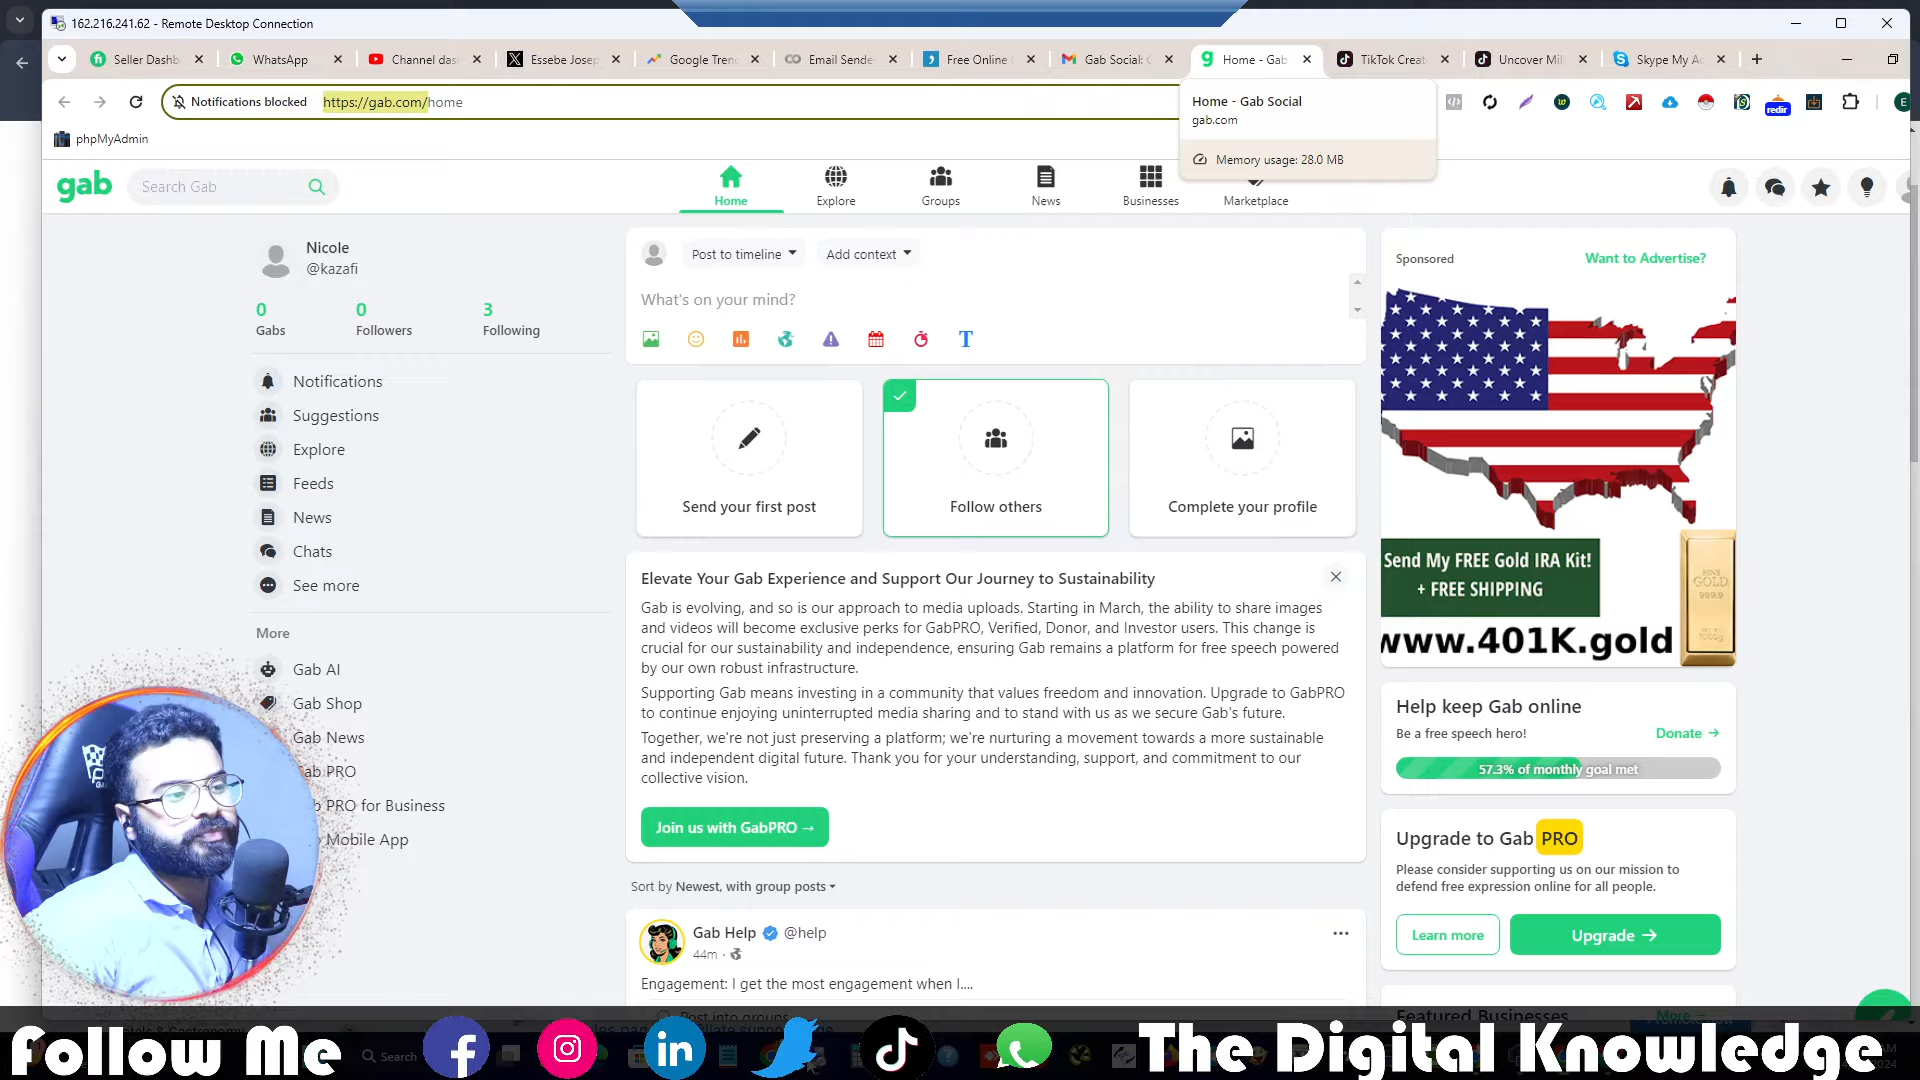 162.216.241.62 - Remote Desktop Connection
Seller Dashb
WhatsApp
Channel das
Essebe Josep
Google Tren
Email Sende
Free Online
Gab Social: C
Home - Gab
TikTok Creat
Uncover Mil
Skype My A
Notifications blocked
https://gab.com/home
Home - Gab Social
gab.com
Memory usage: 28.0 MB
redir
E
phpMyAdmin
gab
Search Gab
Home
Explore
Groups
News
Businesses
Marketplace
Nicole
@kazafi
0
Gabs
0
Followers
3
Following
Notifications
Suggestions
Explore
Feeds
News
Chats
See more
More
Gab AI
Gab Shop
Gab News
ab PRO
b PRO for Business
Mobile App
Post to timeline
Add context
What's on your mind?
T
Send your first post
Follow others
Complete your profile
Elevate Your Gab Experience and Support Our Journey to Sustainability
Gab is evolving, and so is our approach to media uploads. Starting in March, the ability to share images
and videos will become exclusive perks for GabPRO, Verified, Donor, and Investor users. This change is
crucial for our sustainability and independence, ensuring Gab remains a platform for free speech powered
by our own robust infrastructure.
Supporting Gab means investing in a community that values freedom and innovation. Upgrade to GabPRO
to continue enjoying uninterrupted media sharing and to stand with us as we secure Gab's future.
Together, we're not just preserving a platform; we're nurturing a movement towards a more sustainable
and independent digital future. Thank you for your understanding, support, and commitment to our
collective vision.
Join us with GabPRO →
Sort by Newest, with group posts
Gab Help @help
44m ·
Engagement: I get the most engagement when I....
Post into groups
Sponsored
Want to Advertise?
Send My FREE Gold IRA Kit!
+ FREE SHIPPING
FINE
GOLD
999.9
www.401K.gold
Help keep Gab online
Be a free speech hero!
Donate →
57.3% of monthly goal met
Upgrade to Gab PRO
Please consider supporting us on our mission to
defend free expression online for all people.
Learn more
Upgrade →
Featured Businesses
More
Search
Follow Me
The Digital Knowledge